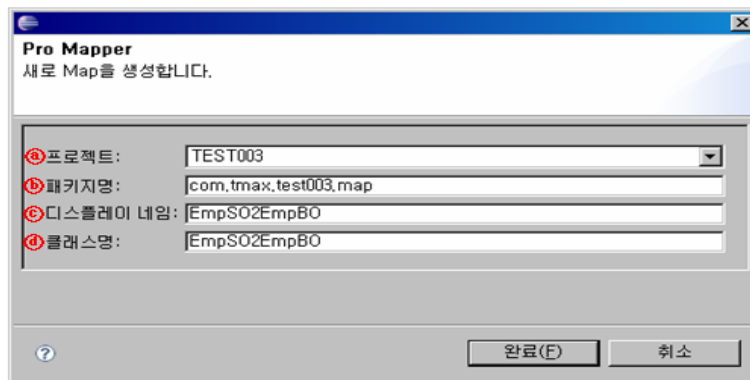 Pro Mapper
새로 Map을 생성합니다.
ⓐ프로젝트: TEST003
ⓑ패키지명: com.tmax.test003.map
ⓒ디스플레이 네임: EmpSO2EmpBO
ⓓ클래스명: EmpSO2EmpBO
? 완료(F) 취소